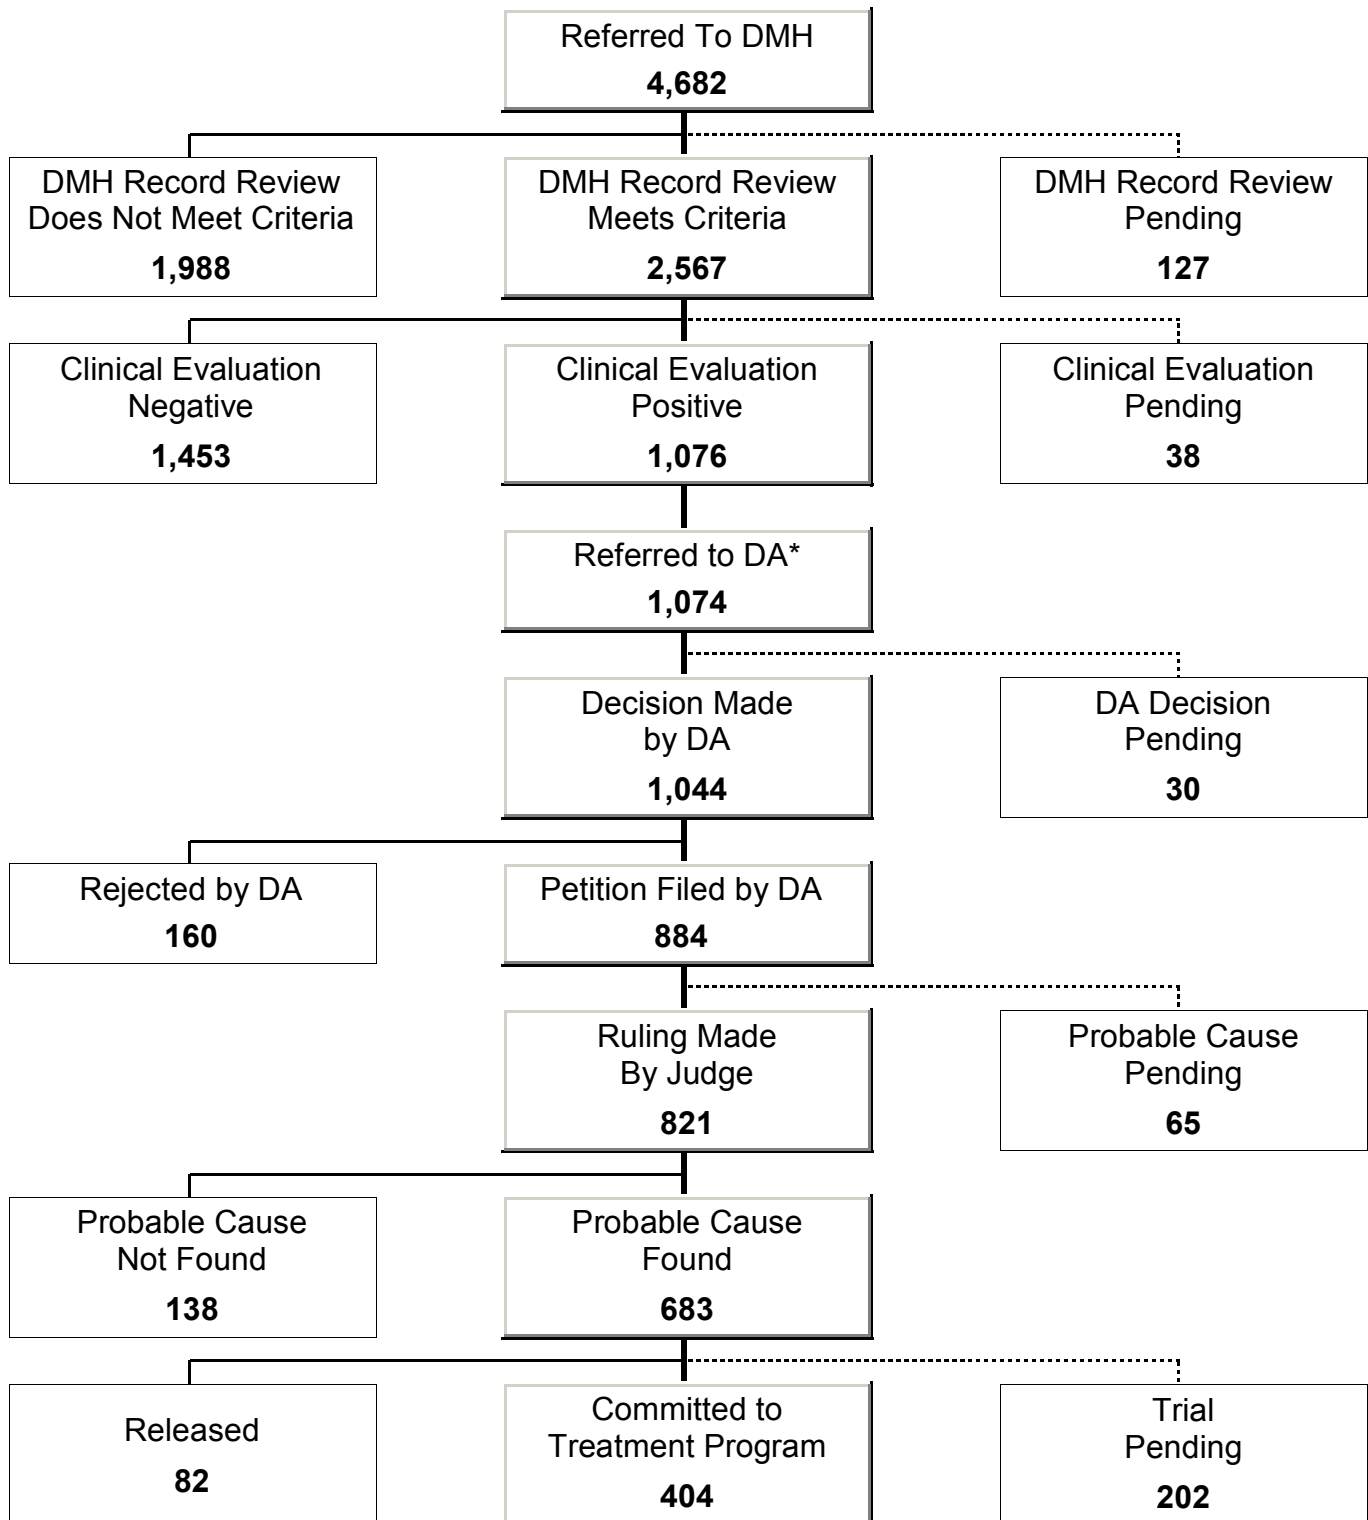 Referred To DMH
4,682
DMH Record Review
Does Not Meet Criteria
1,988
DMH Record Review
Meets Criteria
2,567
DMH Record Review
Pending
127
Clinical Evaluation
Negative
1,453
Clinical Evaluation
Positive
1,076
Clinical Evaluation
Pending
38
Referred to DA*
1,074
Decision Made
by DA
1,044
DA Decision
Pending
30
Rejected by DA
160
Petition Filed by DA
884
Ruling Made
By Judge
821
Probable Cause
Pending
65
Probable Cause
Not Found
138
Probable Cause
Found
683
Released
82
Committed to
Treatment Program
404
Trial
Pending
202